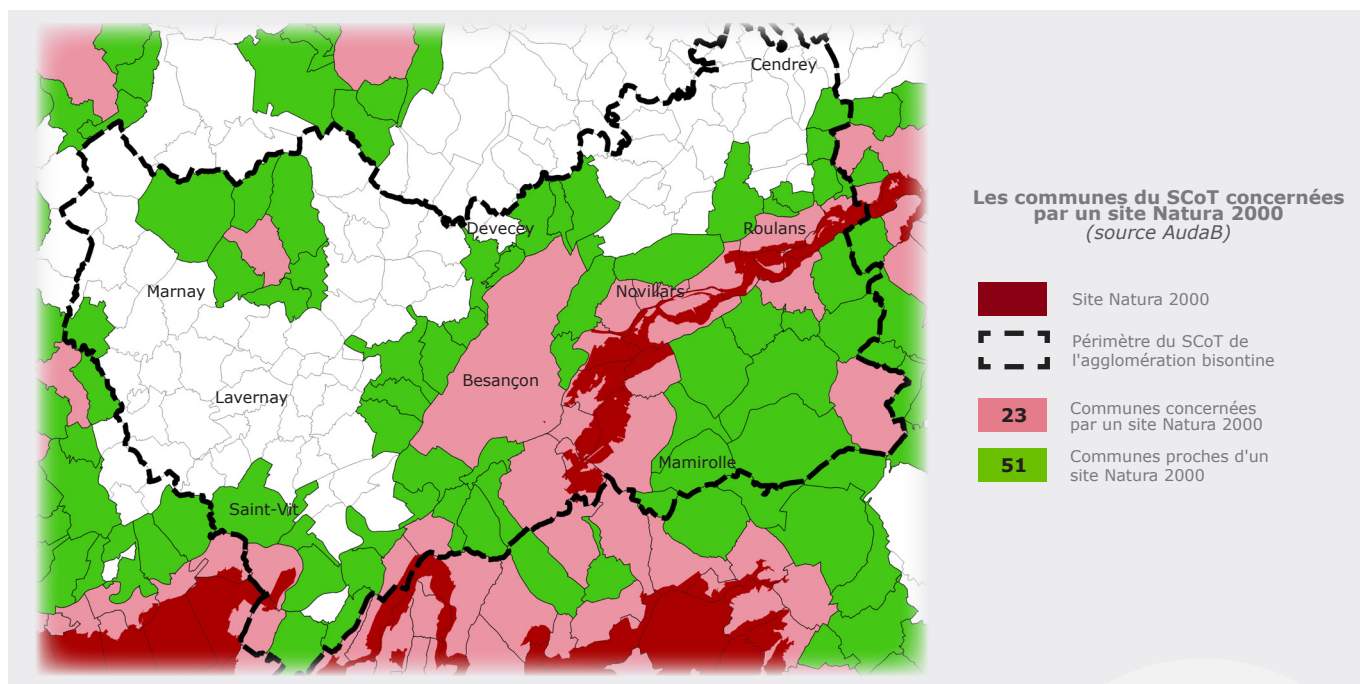 Cendrey
Devecey
Roulans
Marnay
Novillars
Besançon
Lavernay
Mamirolle
Saint-Vit
Les communes du SCoT concernées
par un site Natura 2000
(source AudaB)
Site Natura 2000
Périmètre du SCoT de
l'agglomération bisontine
23
Communes concernées
par un site Natura 2000
51
Communes proches d'un
site Natura 2000